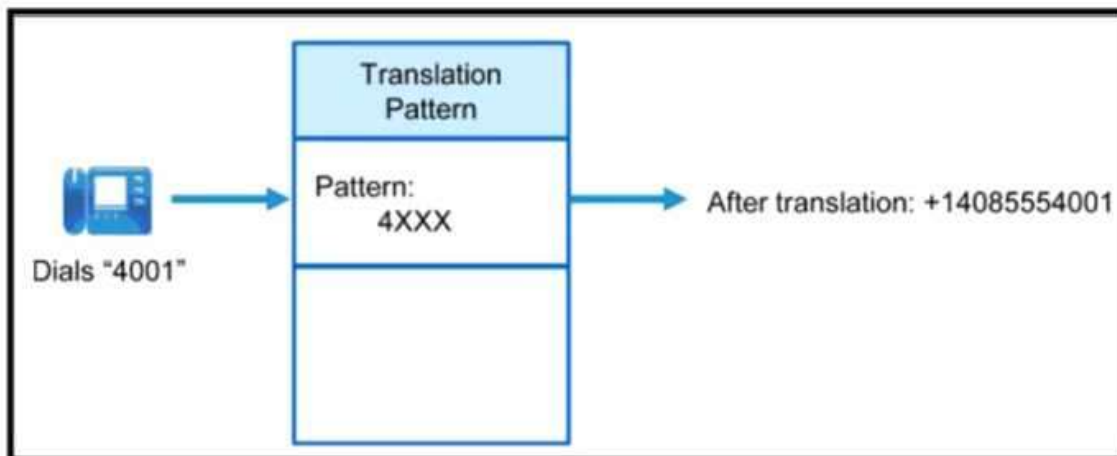 Translation
Pattern
Pattern:
4XXX
After translation: +14085554001
Dials “4001”